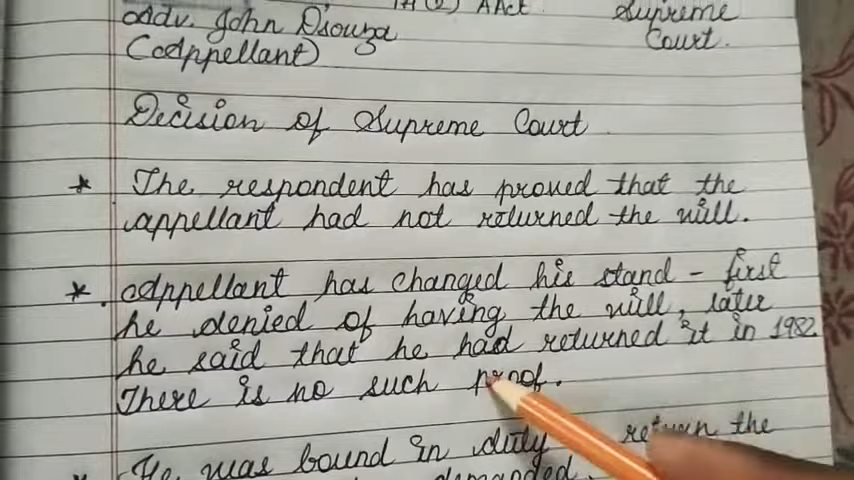 Adv. John Dsouza
(Appellant)
AAct
Supreme
Court.
Decision of Supreme Court
* The respondent has proved that the
appellant had not returned the will.
* Appellant has changed his stand - first
he denied of having the will, later
he said that he had returned it in 1982.
There is no such proof.
He was bound in duty return the
demanded.